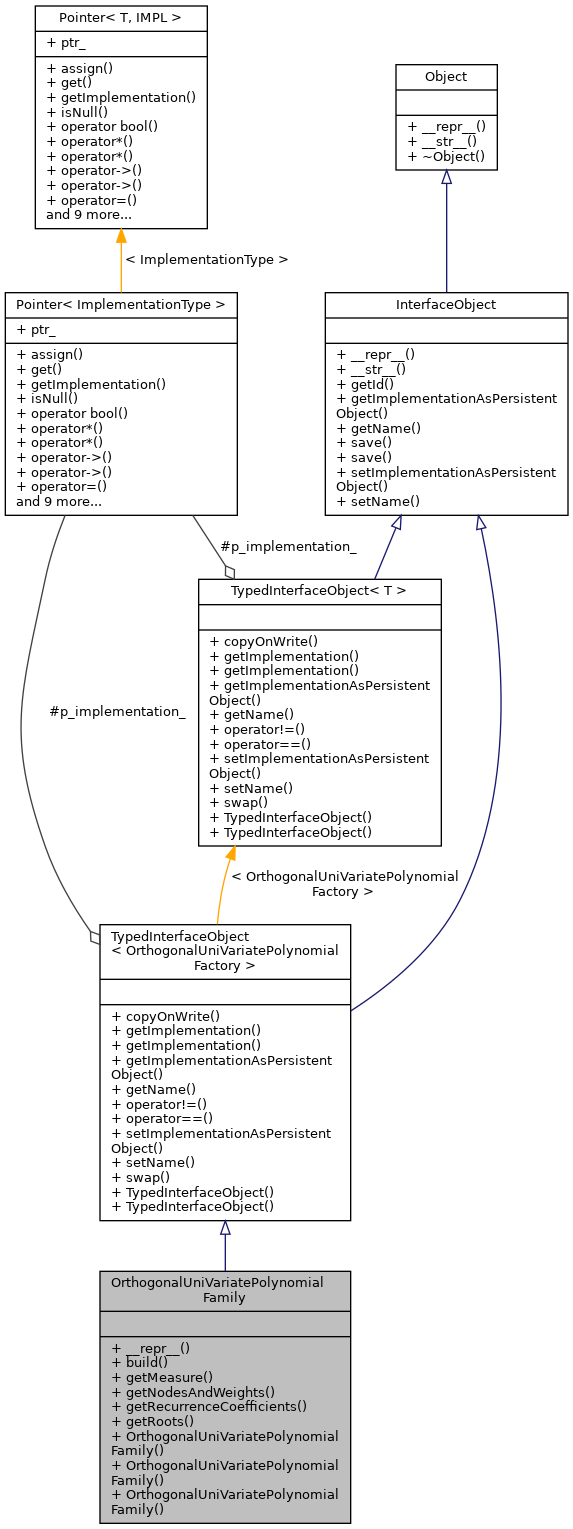 Pointer< T, IMPL >
+ ptr_
+ assign()
+ get()
+ getImplementation()
+ isNull()
+ operator bool()
+ operator*()
+ operator*()
+ operator->()
+ operator->()
+ operator=()
and 9 more...
Object
+ __repr__()
+ __str__()
+ ~Object()
< ImplementationType >
Pointer< ImplementationType >
+ ptr_
+ assign()
+ get()
+ getImplementation()
+ isNull()
+ operator bool()
+ operator*()
+ operator*()
+ operator->()
+ operator->()
+ operator=()
and 9 more...
InterfaceObject
+ __repr__()
+ __str__()
+ getId()
+ getImplementationAsPersistent
Object()
+ getName()
+ save()
+ save()
+ setImplementationAsPersistent
Object()
+ setName()
#p_implementation_
TypedInterfaceObject< T >
+ copyOnWrite()
+ getImplementation()
+ getImplementation()
+ getImplementationAsPersistent
Object()
+ getName()
+ operator!=()
+ operator==()
+ setImplementationAsPersistent
Object()
+ setName()
+ swap()
+ TypedInterfaceObject()
+ TypedInterfaceObject()
#p_implementation_
< OrthogonalUniVariatePolynomial
Factory >
TypedInterfaceObject
< OrthogonalUniVariatePolynomial
Factory >
+ copyOnWrite()
+ getImplementation()
+ getImplementation()
+ getImplementationAsPersistent
Object()
+ getName()
+ operator!=()
+ operator==()
+ setImplementationAsPersistent
Object()
+ setName()
+ swap()
+ TypedInterfaceObject()
+ TypedInterfaceObject()
OrthogonalUniVariatePolynomial
Family
+ __repr__()
+ build()
+ getMeasure()
+ getNodesAndWeights()
+ getRecurrenceCoefficients()
+ getRoots()
+ OrthogonalUniVariatePolynomial
Family()
+ OrthogonalUniVariatePolynomial
Family()
+ OrthogonalUniVariatePolynomial
Family()